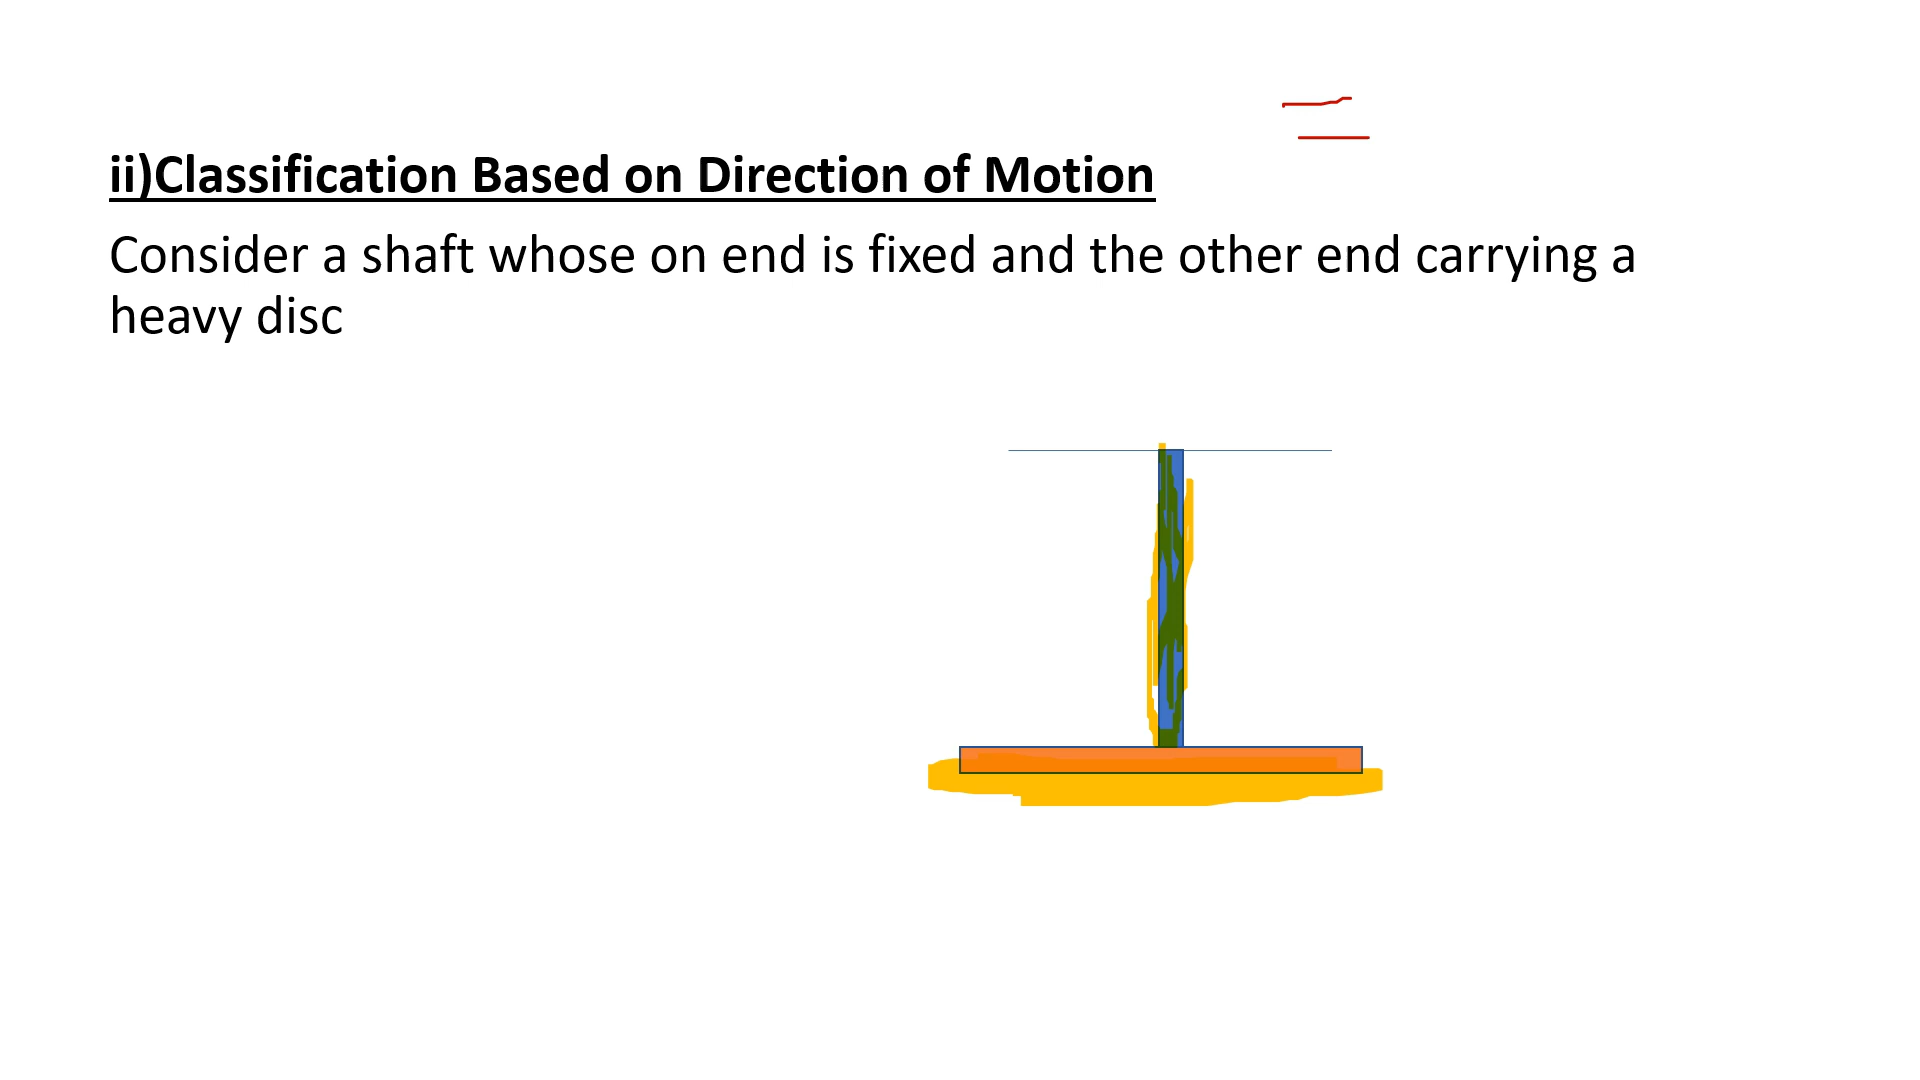 ii)Classification Based on Direction of Motion
Consider a shaft whose on end is fixed and the other end carrying a
heavy disc